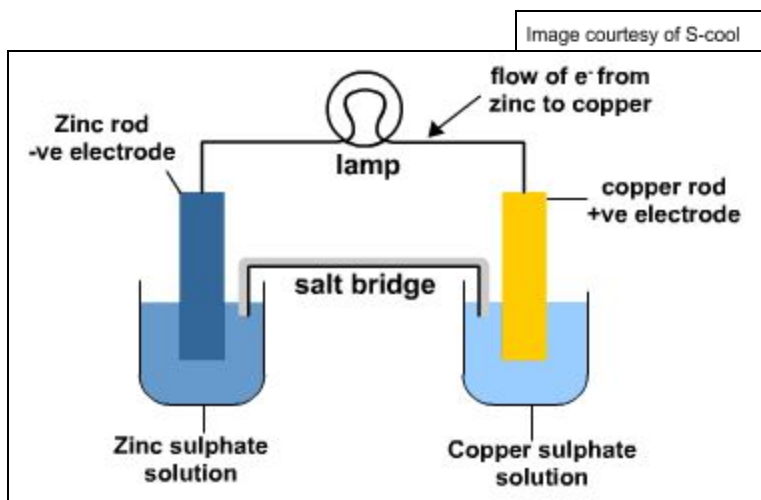 Image courtesy of S-cool
flow of e- from
zinc to copper
Zinc rod
-ve electrode
lamp
copper rod
+ve electrode
salt bridge
Zinc sulphate
solution
Copper sulphate
solution